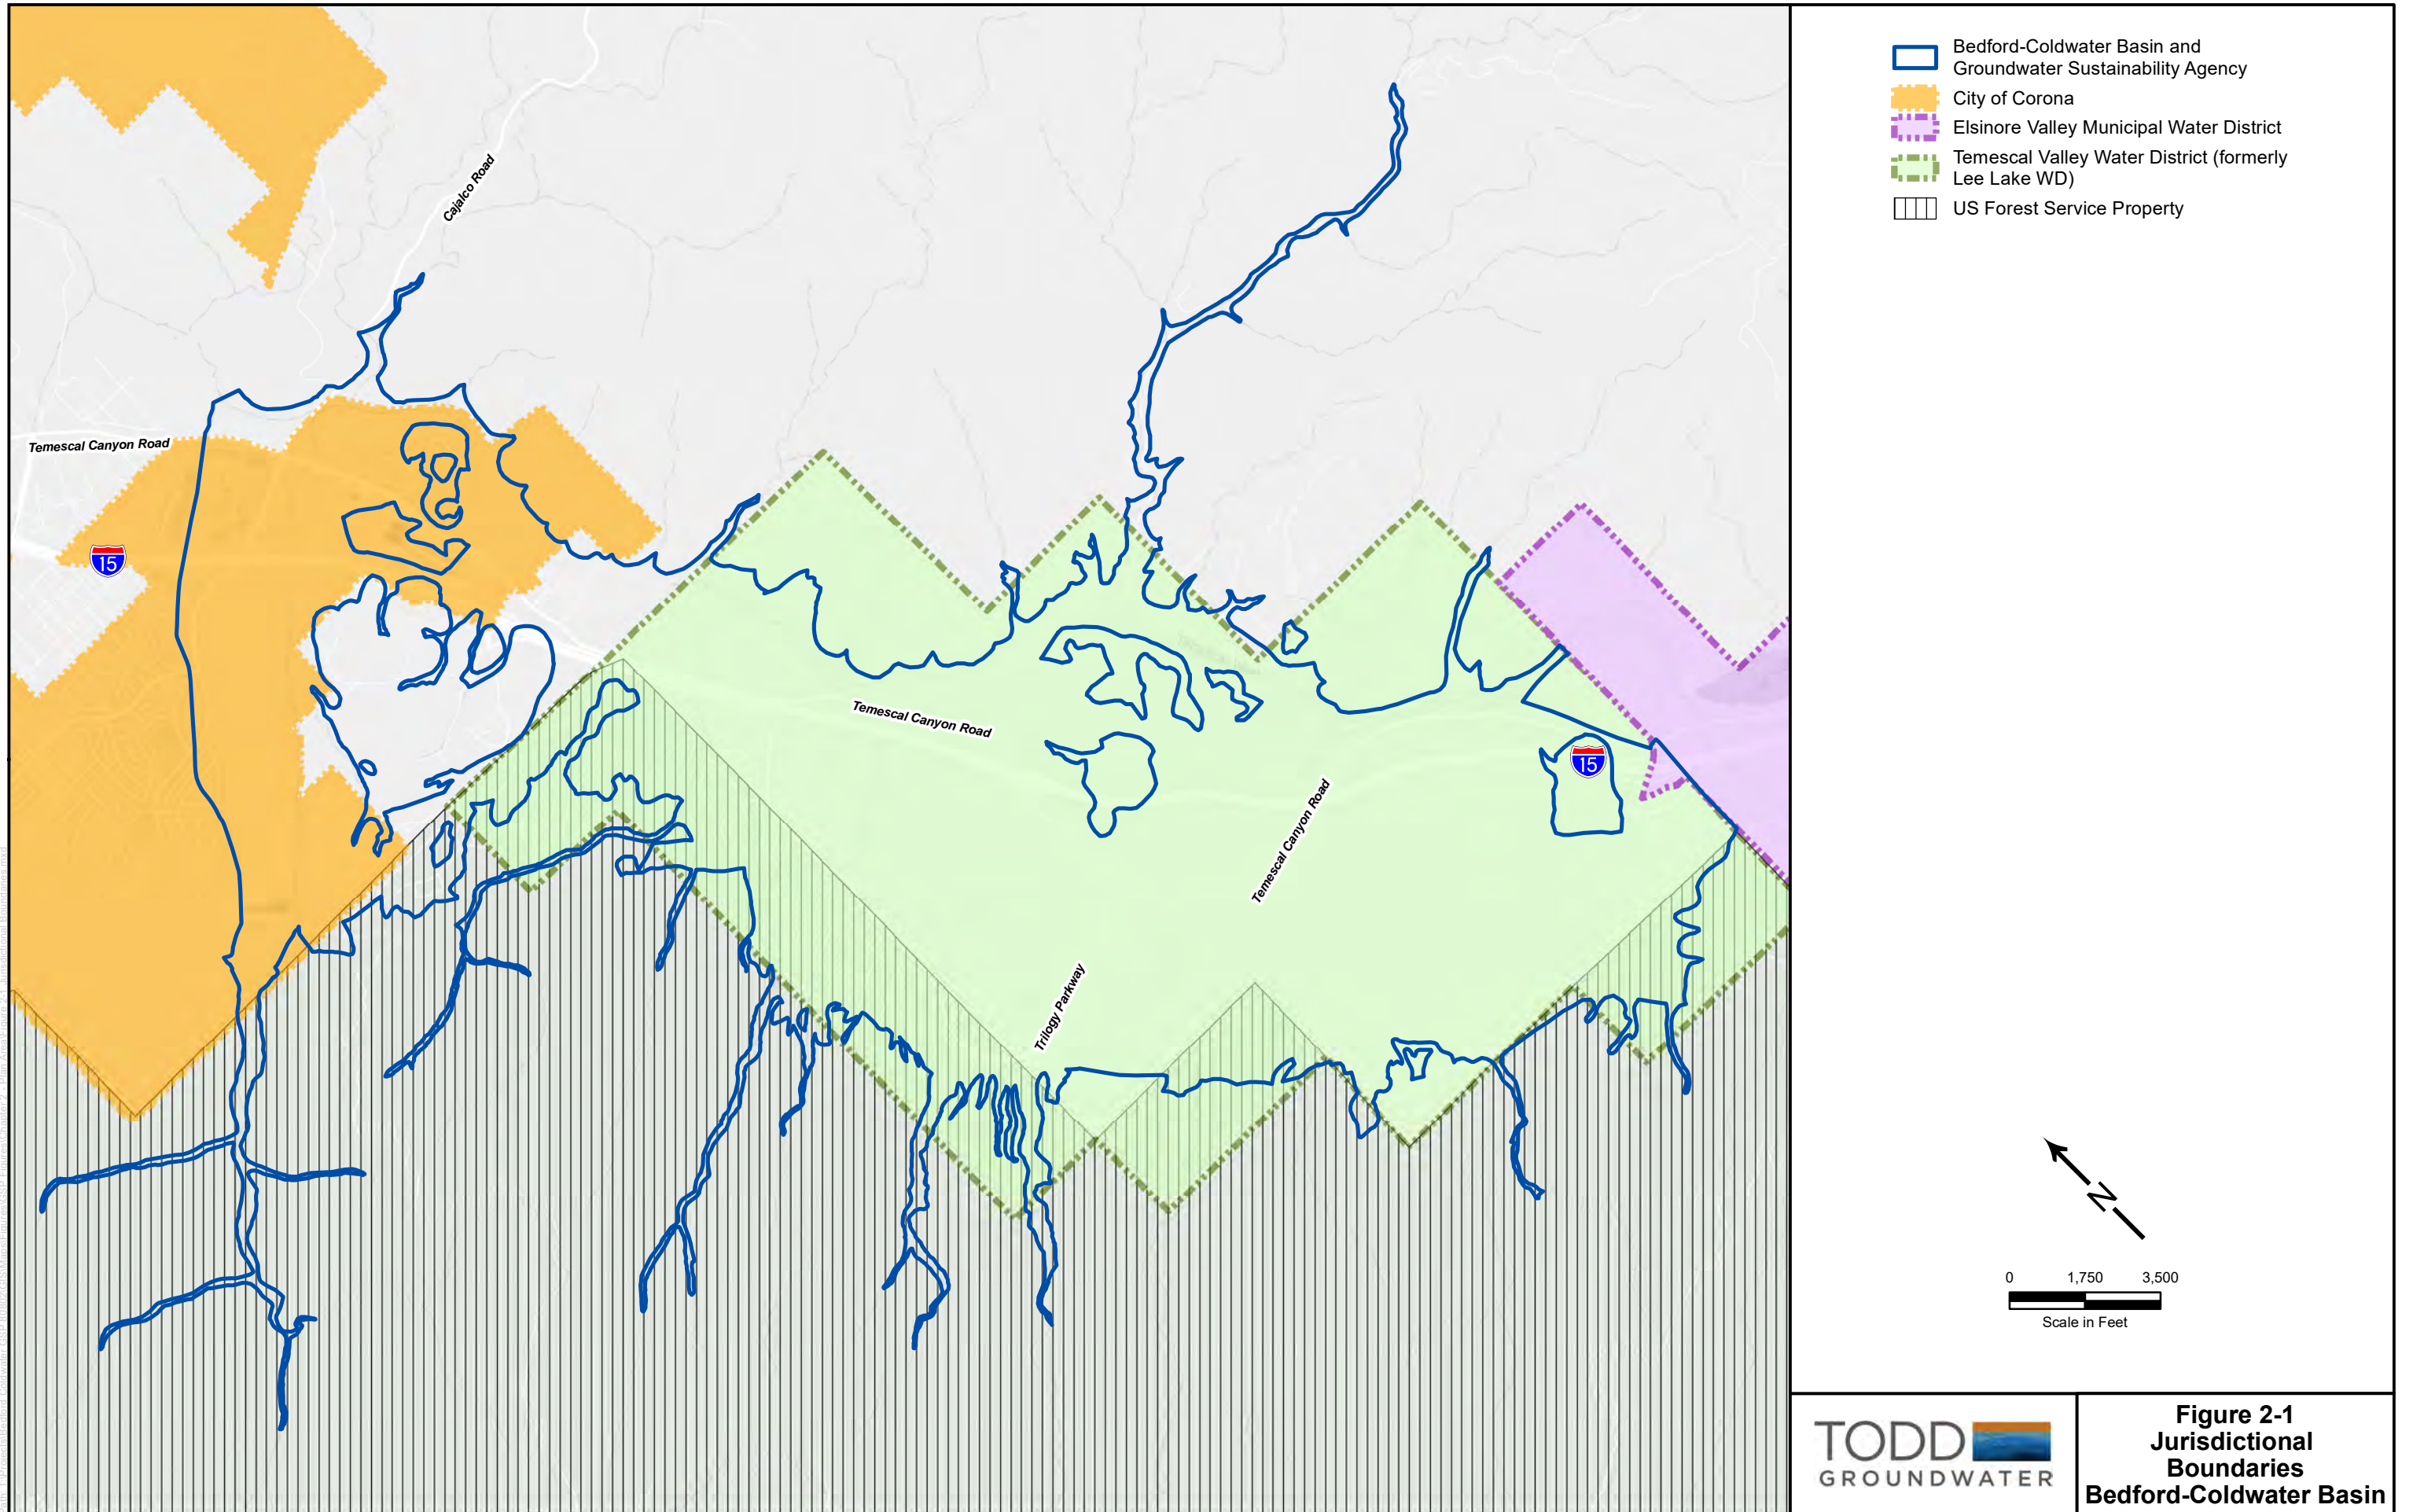 Bedford-Coldwater Basin and
Groundwater Sustainability Agency
City of Corona
Elsinore Valley Municipal Water District
Temescal Valley Water District (formerly
Lee Lake WD)
US Forest Service Property
Cajalco Road
Temescal Canyon Road
15
Temescal Canyon Road
15
Temescal Canyon Road
Trilogy Parkway
N
0 1,750 3,500
Scale in Feet
TODD
GROUNDWATER
Figure 2-1
Jurisdictional
Boundaries
Bedford-Coldwater Basin